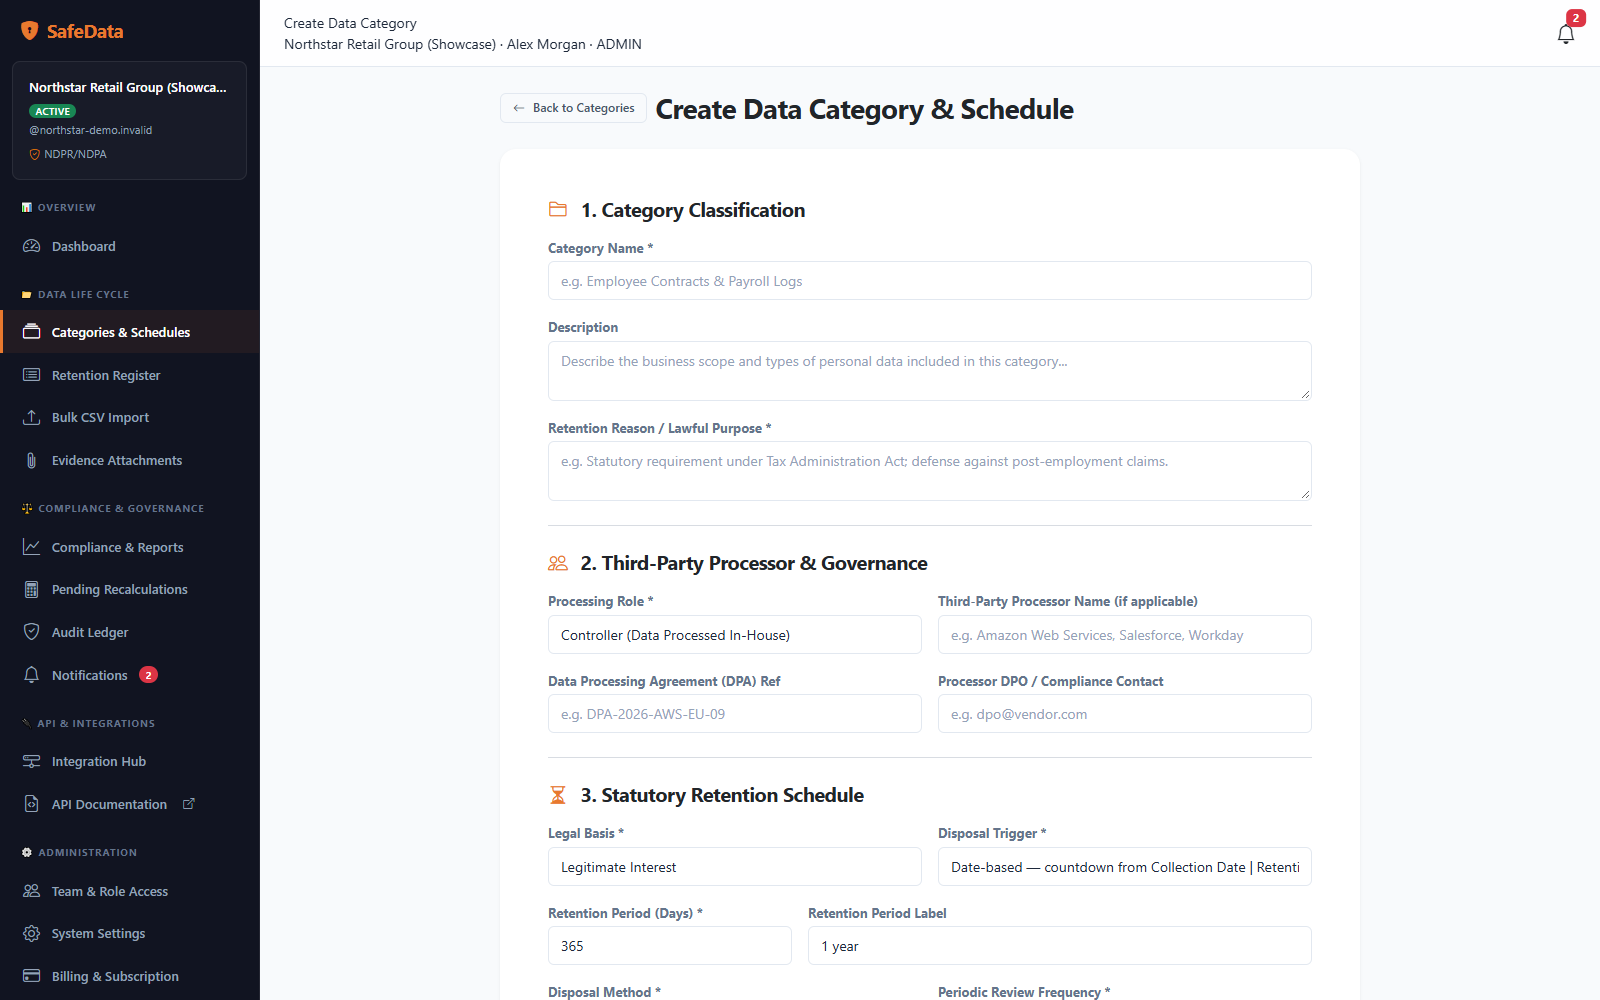 SafeData
Northstar Retail Group (Showca...
ACTIVE
@northstar-demo.invalid
NDPR/NDPA
OVERVIEW
Dashboard
DATA LIFE CYCLE
Categories & Schedules
Retention Register
Bulk CSV Import
Evidence Attachments
COMPLIANCE & GOVERNANCE
Compliance & Reports
Pending Recalculations
Audit Ledger
Notifications 2
API & INTEGRATIONS
Integration Hub
API Documentation
ADMINISTRATION
Team & Role Access
System Settings
Billing & Subscription
Create Data Category
Northstar Retail Group (Showcase) · Alex Morgan · ADMIN
2
← Back to Categories
Create Data Category & Schedule
1. Category Classification
Category Name *
e.g. Employee Contracts & Payroll Logs
Description
Describe the business scope and types of personal data included in this category...
Retention Reason / Lawful Purpose *
e.g. Statutory requirement under Tax Administration Act; defense against post-employment claims.
2. Third-Party Processor & Governance
Processing Role *
Third-Party Processor Name (if applicable)
Controller (Data Processed In-House)
e.g. Amazon Web Services, Salesforce, Workday
Data Processing Agreement (DPA) Ref
Processor DPO / Compliance Contact
e.g. DPA-2026-AWS-EU-09
e.g. dpo@vendor.com
3. Statutory Retention Schedule
Legal Basis *
Disposal Trigger *
Legitimate Interest
Date-based — countdown from Collection Date | Retenti
Retention Period (Days) *
Retention Period Label
365
1 year
Disposal Method *
Periodic Review Frequency *